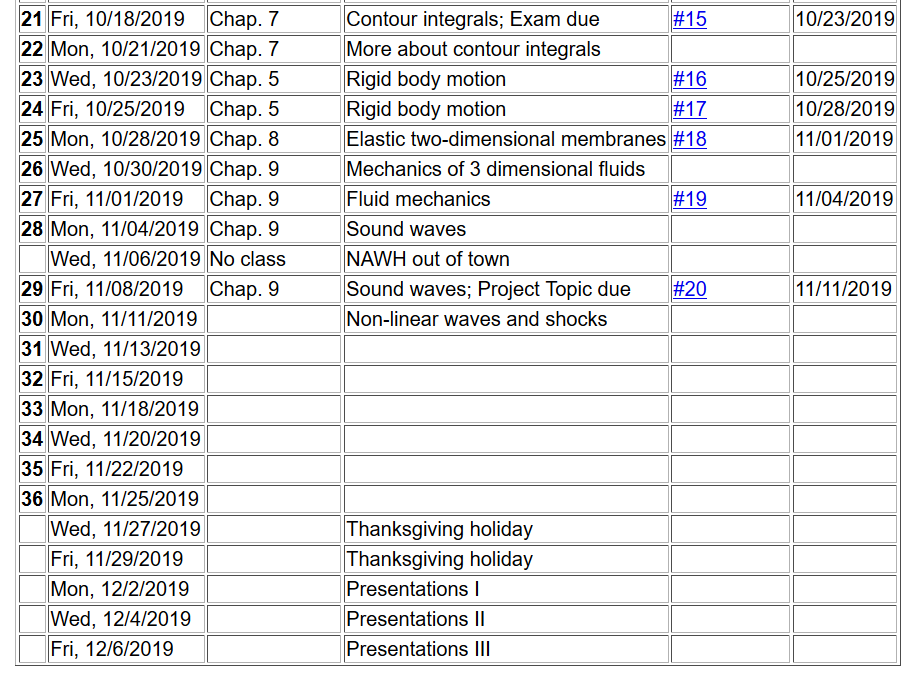 21 Fri, 10/18/2019 Chap. 7 Contour integrals; Exam due #15 10/23/2019
22 Mon, 10/21/2019 Chap. 7 More about contour integrals
23 Wed, 10/23/2019 Chap. 5 Rigid body motion #16 10/25/2019
24 Fri, 10/25/2019 Chap. 5 Rigid body motion #17 10/28/2019
25 Mon, 10/28/2019 Chap. 8 Elastic two-dimensional membranes #18 11/01/2019
26 Wed, 10/30/2019 Chap. 9 Mechanics of 3 dimensional fluids
27 Fri, 11/01/2019 Chap. 9 Fluid mechanics #19 11/04/2019
28 Mon, 11/04/2019 Chap. 9 Sound waves
Wed, 11/06/2019 No class NAWH out of town
29 Fri, 11/08/2019 Chap. 9 Sound waves; Project Topic due #20 11/11/2019
30 Mon, 11/11/2019 Non-linear waves and shocks
31 Wed, 11/13/2019
32 Fri, 11/15/2019
33 Mon, 11/18/2019
34 Wed, 11/20/2019
35 Fri, 11/22/2019
36 Mon, 11/25/2019
Wed, 11/27/2019 Thanksgiving holiday
Fri, 11/29/2019 Thanksgiving holiday
Mon, 12/2/2019 Presentations I
Wed, 12/4/2019 Presentations II
Fri, 12/6/2019 Presentations III